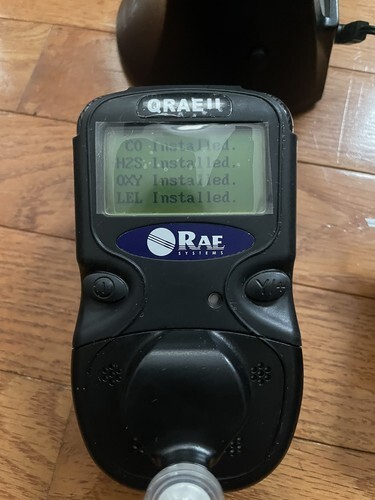 QRAE II
CO Installed.
H2S Installed.
OXY Installed.
LEL Installed.
RAE
SYSTEMS
Y/+